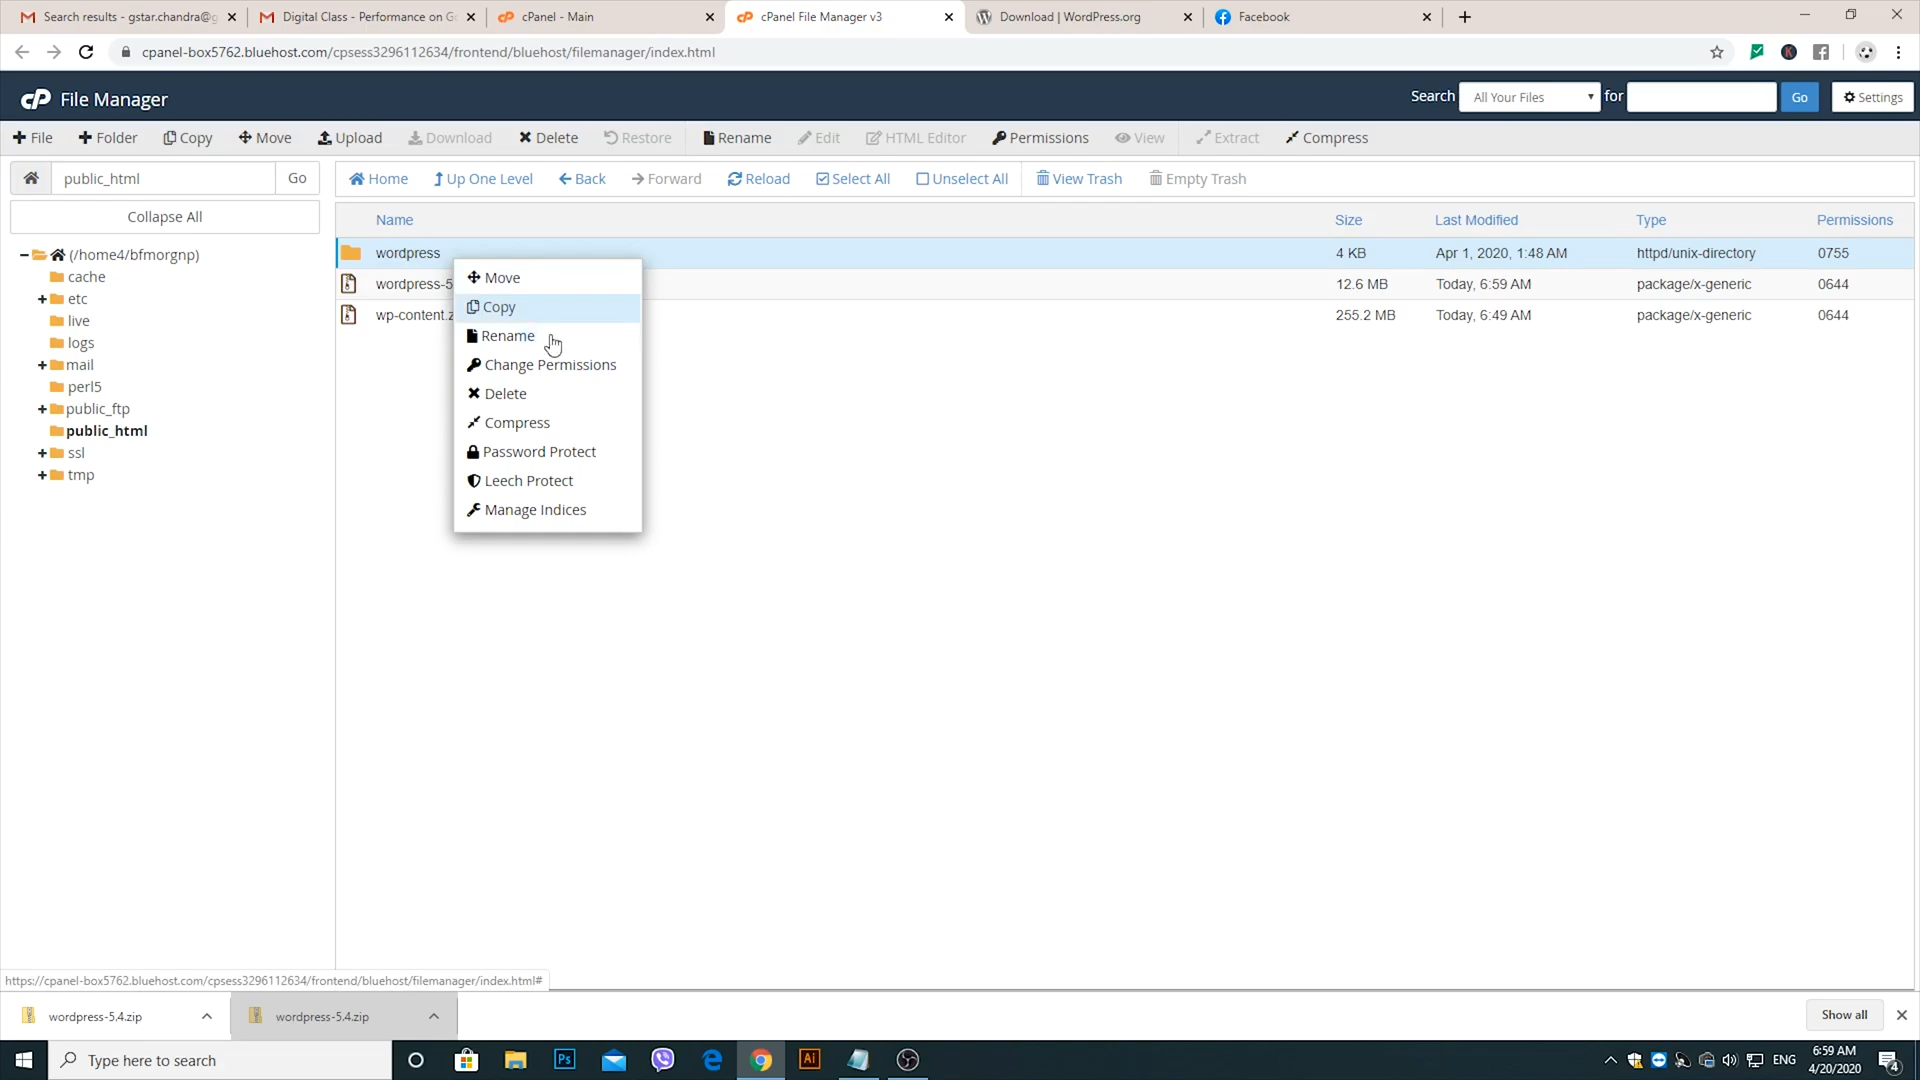 Search results - gstar.chandra@g
Digital Class - Performance on Go
cPanel - Main
cPanel File Manager v3
Download | WordPress.org
Facebook
cpanel-box5762.bluehost.com/cpsess3296112634/frontend/bluehost/filemanager/index.html
cP File Manager
Search All Your Files for Go Settings
File Folder Copy Move Upload Download Delete Restore Rename Edit HTML Editor Permissions View Extract Compress
public_html Go
Home Up One Level Back Forward Reload Select All Unselect All View Trash Empty Trash
Collapse All
(/home4/bfmorgnp)
cache
etc
live
logs
mail
perl5
public_ftp
public_html
ssl
tmp
Name Size Last Modified Type Permissions
wordpress 4 KB Apr 1, 2020, 1:48 AM httpd/unix-directory 0755
wordpress-5 12.6 MB Today, 6:59 AM package/x-generic 0644
wp-content.z 255.2 MB Today, 6:49 AM package/x-generic 0644
Move
Copy
Rename
Change Permissions
Delete
Compress
Password Protect
Leech Protect
Manage Indices
https://cpanel-box5762.bluehost.com/cpsess3296112634/frontend/bluehost/filemanager/index.html#
wordpress-5.4.zip
wordpress-5.4.zip
Show all
Type here to search
Ps
Ai
ENG
6:59 AM
4/20/2020
4